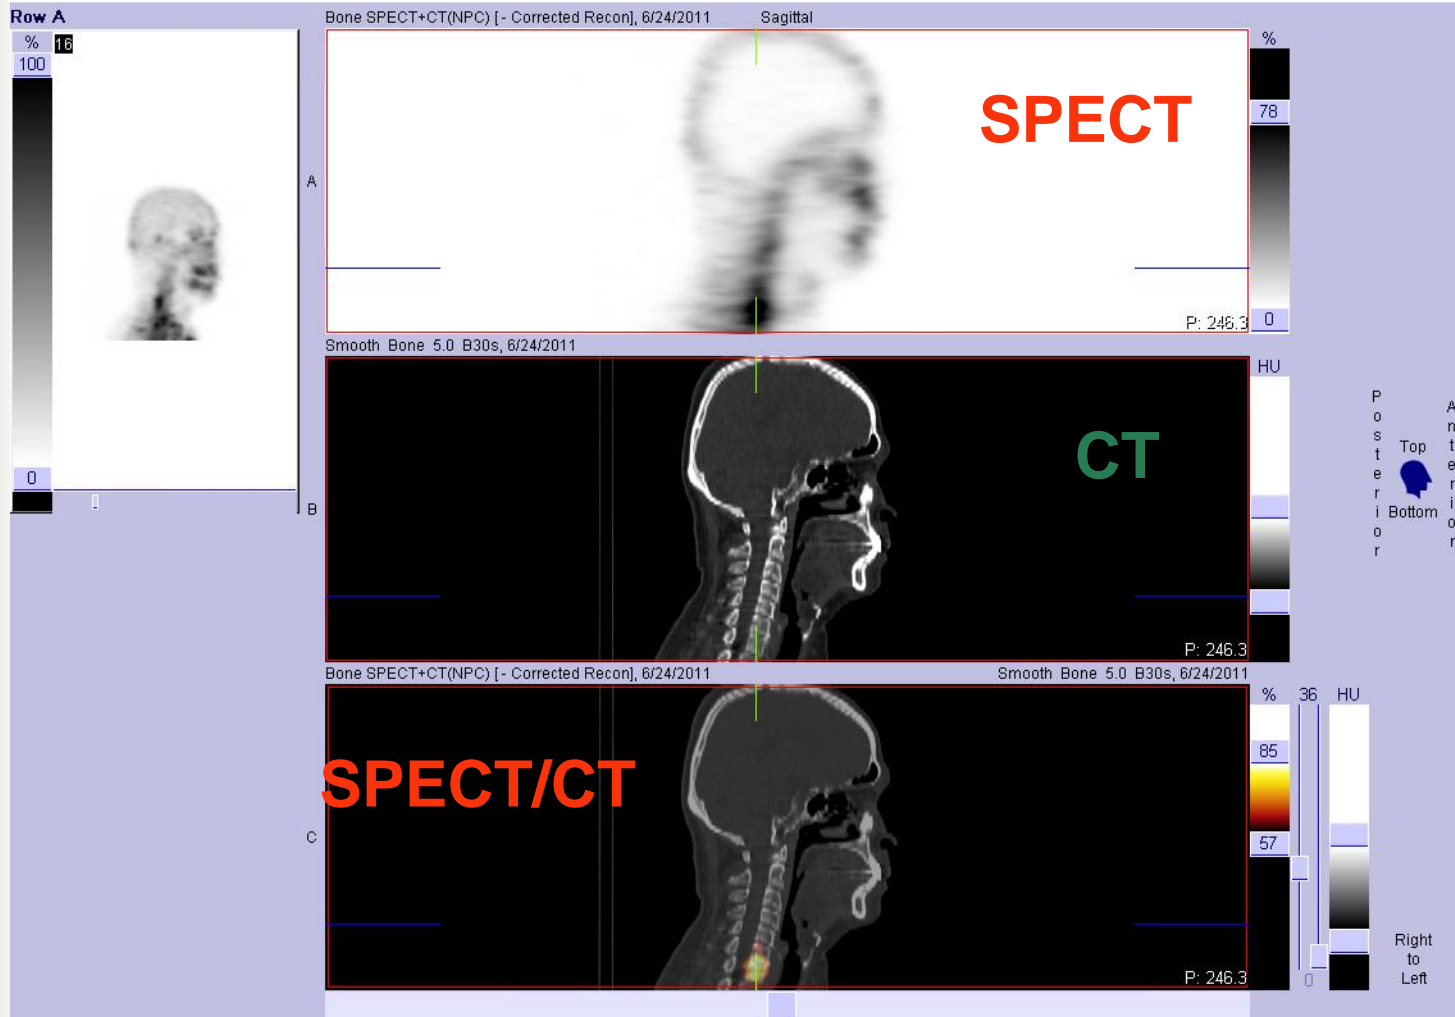 Row A
Bone SPECT+CT(NPC) [- Corrected Recon], 6/24/2011 Sagittal
% 16
100
0
A
SPECT
P: 246.3
%
78
0
Smooth Bone 5.0 B30s, 6/24/2011
B
CT
P: 246.3
HU
Posterior
Top
Bottom
Anterior
Bone SPECT+CT(NPC) [- Corrected Recon], 6/24/2011 Smooth Bone 5.0 B30s, 6/24/2011
C
SPECT/CT
P: 246.3
% 36 HU
85
57
0
Right
to
Left